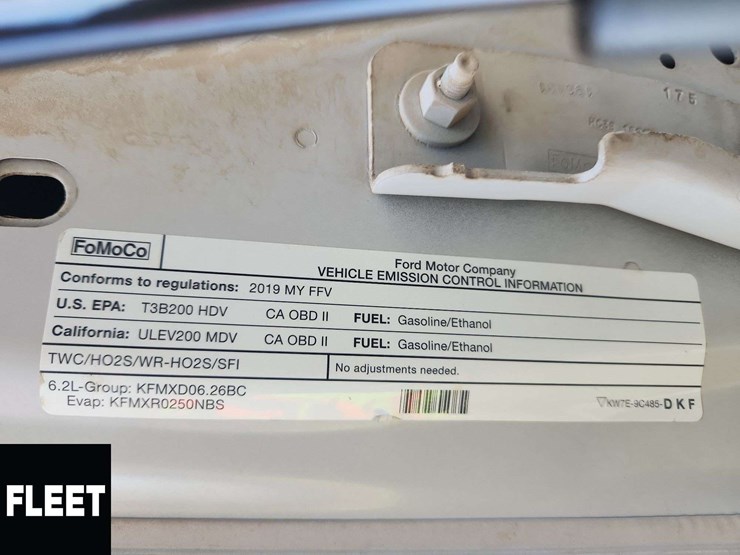 175
FoMoCo
Ford Motor Company
VEHICLE EMISSION CONTROL INFORMATION
Conforms to regulations: 2019 MY FFV
U.S. EPA: T3B200 HDV CA OBD II FUEL: Gasoline/Ethanol
California: ULEV200 MDV CA OBD II FUEL: Gasoline/Ethanol
TWC/HO2S/WR-HO2S/SFI No adjustments needed.
6.2L-Group: KFMXD06.26BC
Evap: KFMXR0250NBS
KW7E-9C485-DKF
FLEET